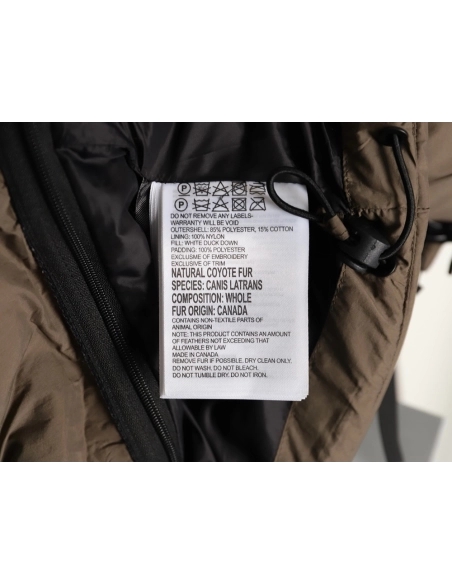 DO NOT REMOVE ANY LABELS-
WARRANTY WILL BE VOID
OUTERSHELL: 85% POLYESTER, 15% COTTON
LINING: 100% NYLON
FILL: WHITE DUCK DOWN
PADDING: 100% POLYESTER
EXCLUSME OF EMBROIDERY
EXCLUSIVE OF TRIM
NATURAL COYOTE FUR
SPECIES: CANIS LATRANS
COMPOSITION: WHOLE
FUR ORIGIN: CANADA
CONTAINS NON-TEXTILE PARTS OF
ANIMAL ORIGIN
NOTE: THIS PRODUCT CONTAINS AN AMOUNT
OF FEATHERS NOT EXCEEDING THAT
ALLOWABLE BY LAW
MADE IN CANADA
REMOVE FUR IF POSSIBLE, DRY CLEAN ONLY.
DO NOT WASH. DO NOT BLEACH.
DO NOT TUMBLE DRY. DO NOT IRON.